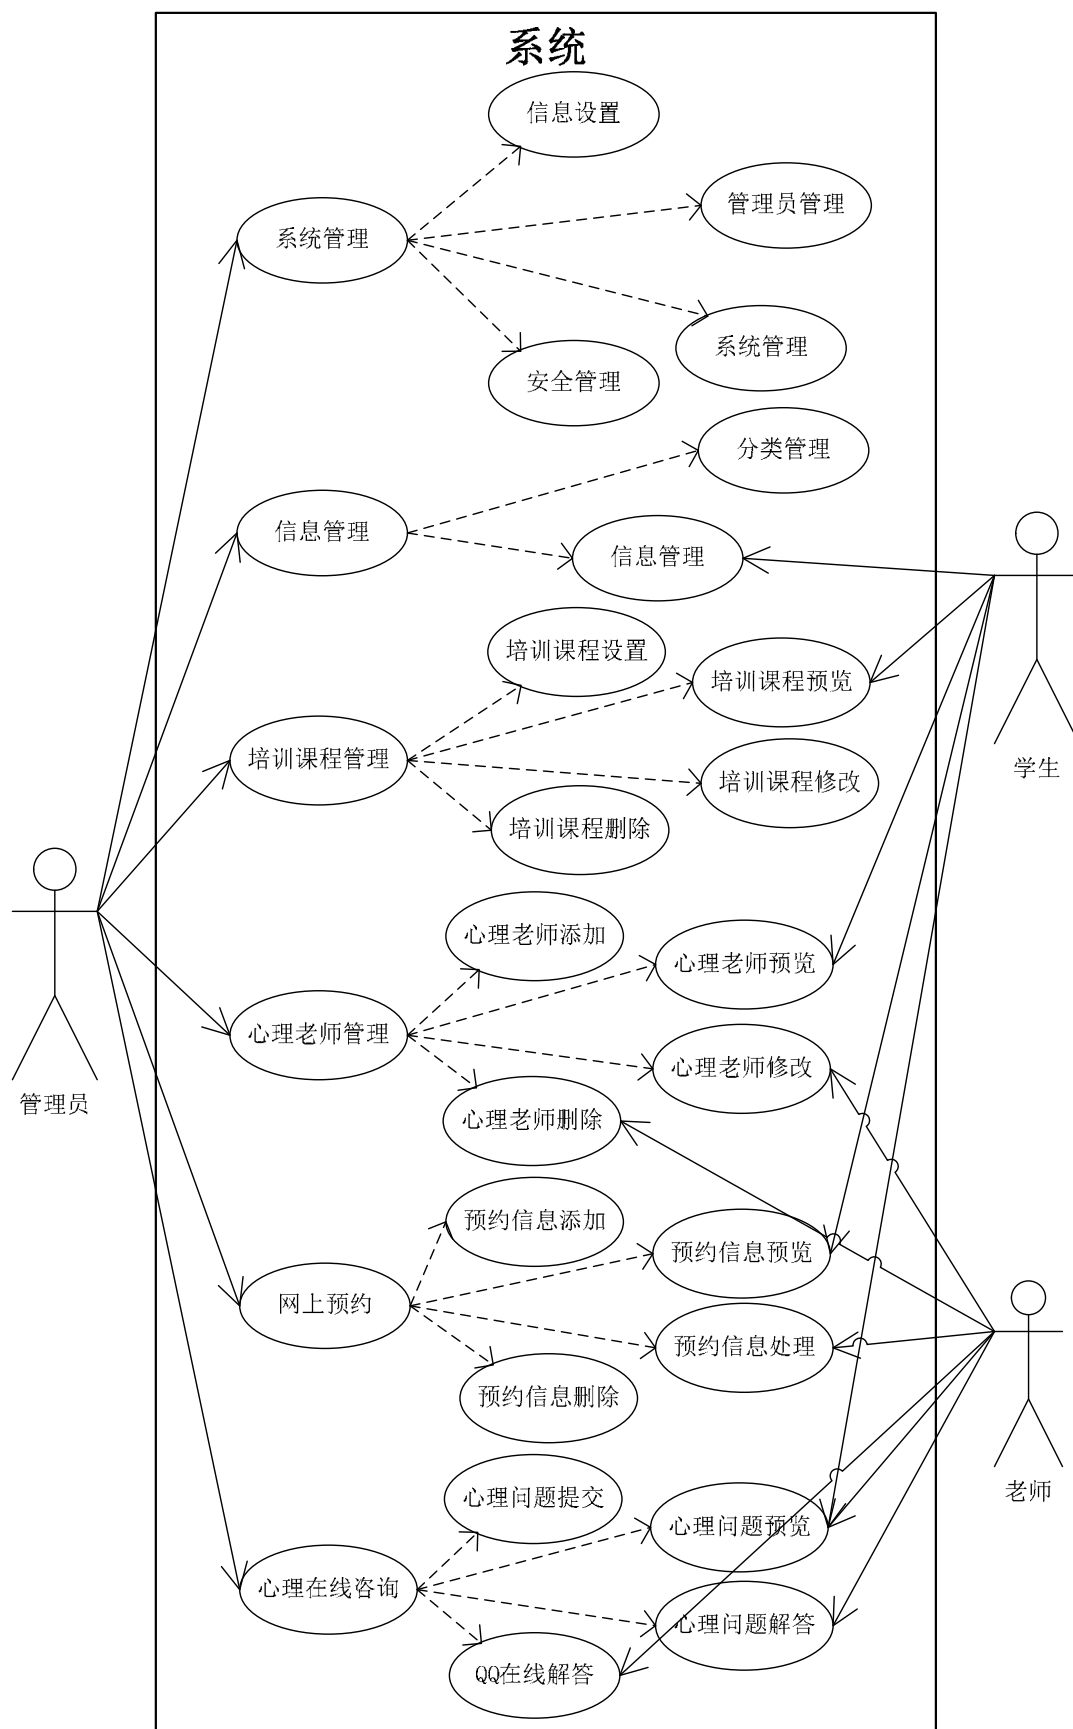 系统
信息设置
管理员管理
系统管理
系统管理
安全管理
分类管理
信息管理
信息管理
培训课程设置
培训课程预览
培训课程管理
培训课程修改
学生
培训课程删除
心理老师添加
心理老师预览
心理老师管理
心理老师修改
管理员
心理老师删除
预约信息添加
预约信息预览
网上预约
预约信息处理
预约信息删除
老师
心理问题提交
心理问题预览
心理在线咨询
心理问题解答
QQ在线解答